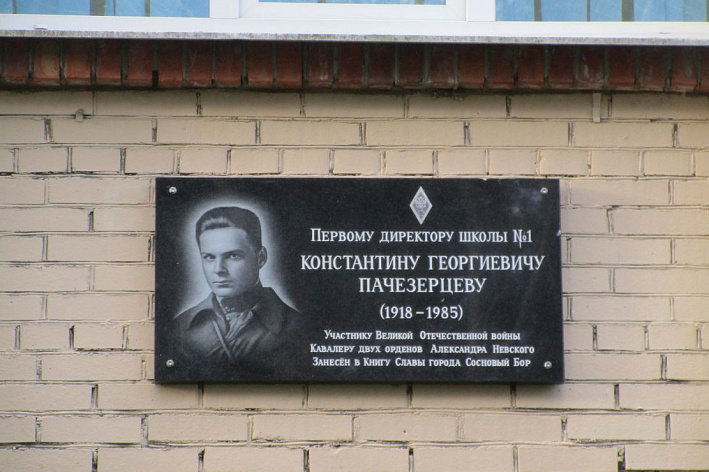 Первому директору школы №1
Константину Георгиевичу
Пачезерцеву
(1918-1985)
Участнику Великой Отечественной войны
Кавалеру двух орденов Александра Невского
Занесён в Книгу Славы города Сосновый Бор